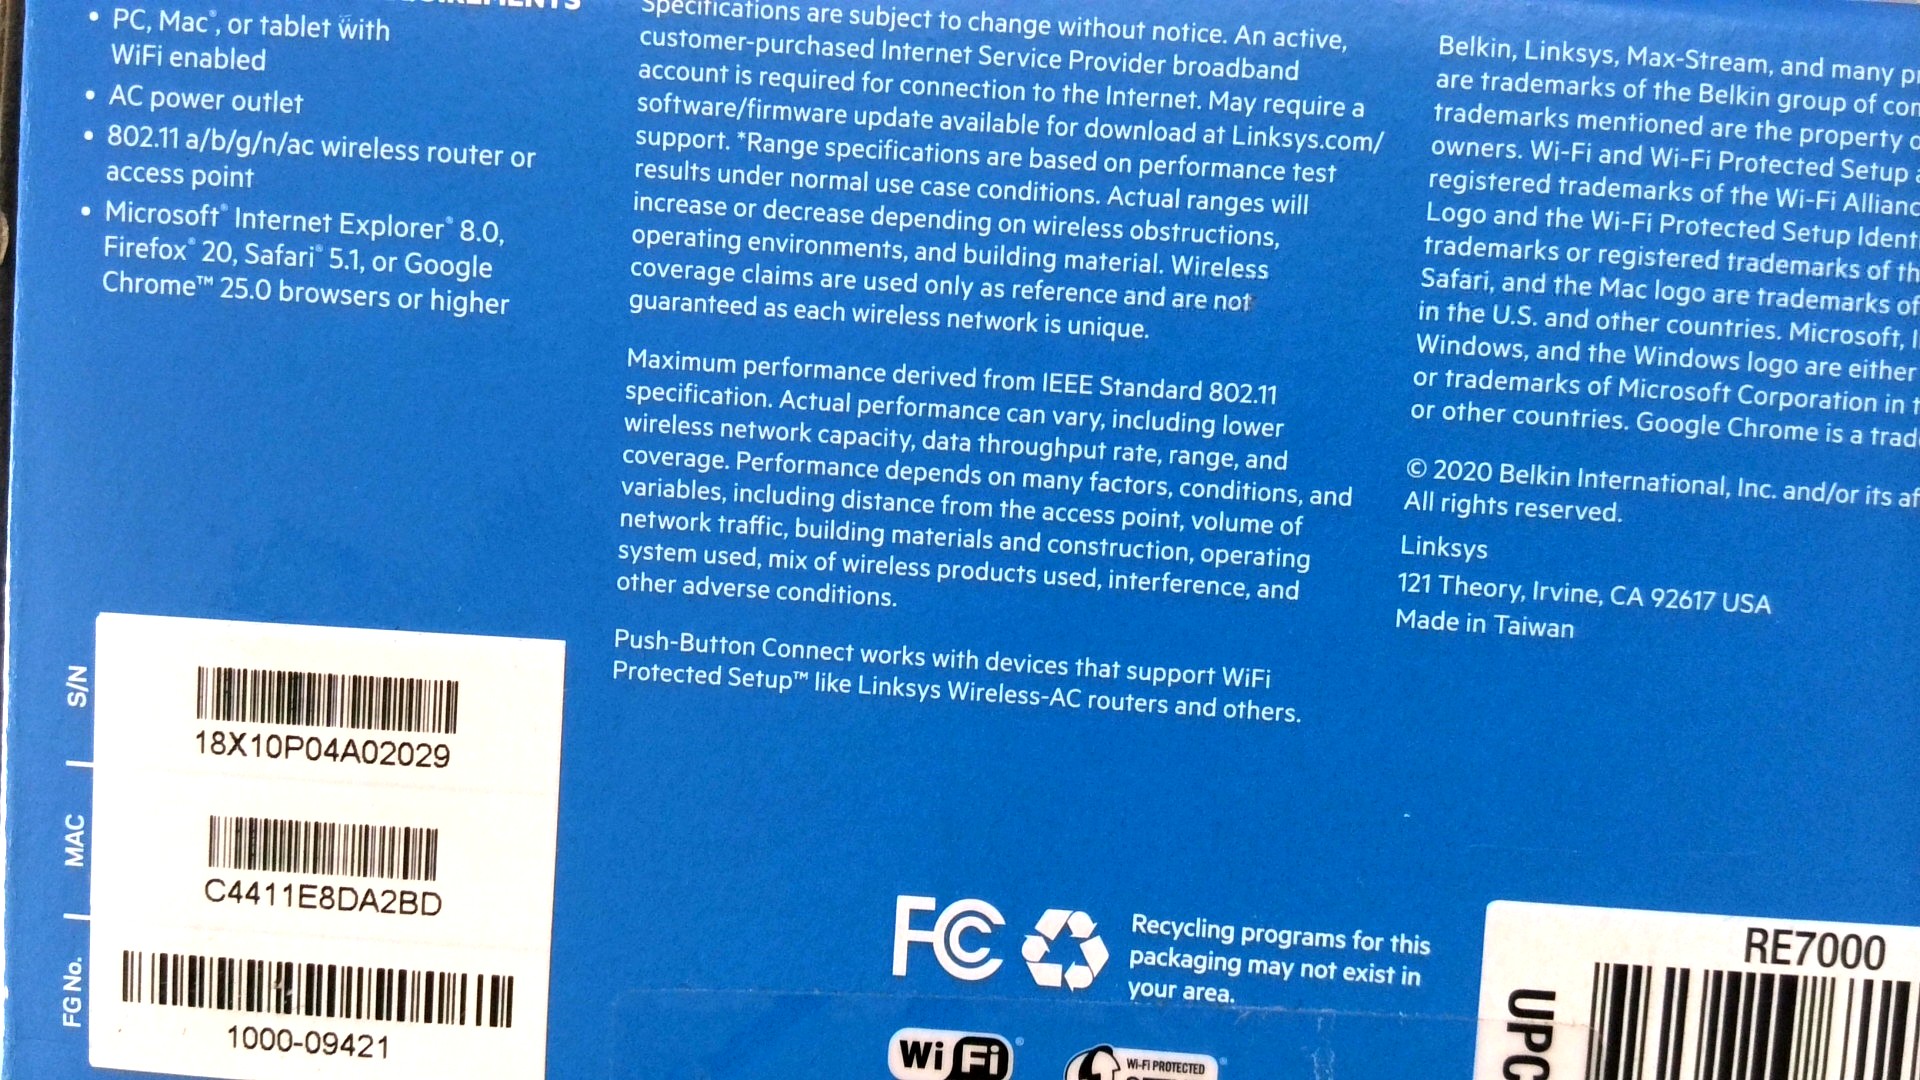 PC, Mac®, or tablet with
WiFi enabled
• AC power outlet
• 802.11 a/b/g/n/ac wireless router or
access point
• Microsoft® Internet Explorer® 8.0,
Firefox® 20, Safari® 5.1, or Google
Chrome™ 25.0 browsers or higher
Specifications are subject to change without notice. An active,
customer-purchased Internet Service Provider broadband
account is required for connection to the Internet. May require a
software/firmware update available for download at Linksys.com/
support. *Range specifications are based on performance test
results under normal use case conditions. Actual ranges will
increase or decrease depending on wireless obstructions,
operating environments, and building material. Wireless
coverage claims are used only as reference and are not
guaranteed as each wireless network is unique.
Maximum performance derived from IEEE Standard 802.11
specification. Actual performance can vary, including lower
wireless network capacity, data throughput rate, range, and
coverage. Performance depends on many factors, conditions, and
variables, including distance from the access point, volume of
network traffic, building materials and construction, operating
system used, mix of wireless products used, interference, and
other adverse conditions.
Push-Button Connect works with devices that support WiFi
Protected Setup™ like Linksys Wireless-AC routers and others.
Belkin, Linksys, Max-Stream, and many
are trademarks of the Belkin group of
trademarks mentioned are the property
owners. Wi-Fi and Wi-Fi Protected Setup
registered trademarks of the Wi-Fi
Logo and the Wi-Fi Protected Setup
trademarks or registered trademarks of
Safari, and the Mac logo are trademarks of
in the U.S. and other countries. Microsoft,
Windows, and the Windows logo are either
or trademarks of Microsoft Corporation in
or other countries. Google Chrome is a
© 2020 Belkin International, Inc. and/or its
All rights reserved.
Linksys
121 Theory, Irvine, CA 92617 USA
Made in Taiwan
S/N
18X10P04A02029
MAC
C4411E8DA2BD
FG No.
1000-09421
FC
Recycling programs for this
packaging may not exist in
your area.
Wi Fi®
Wi-Fi PROTECTED
RE7000
UPC